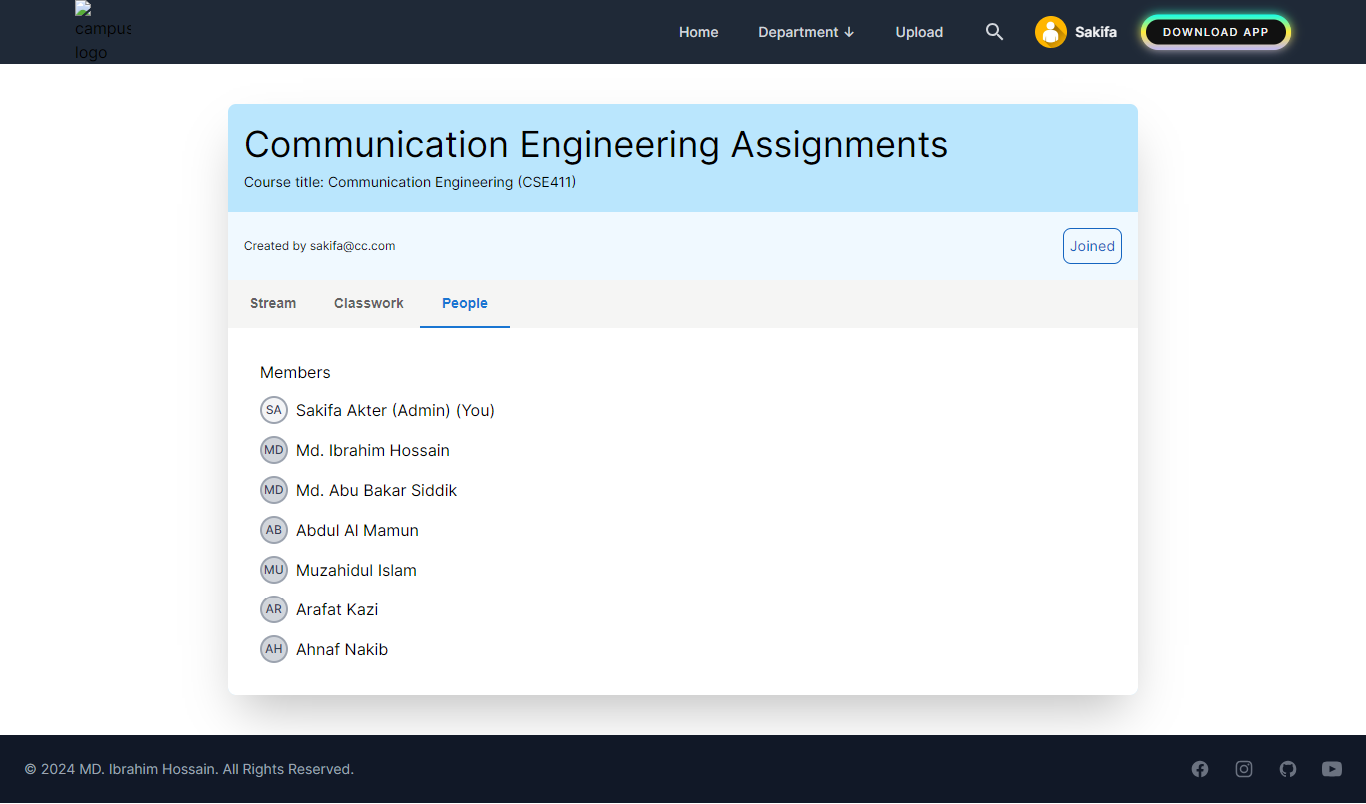 campus
logo
Home
Department ↓
Upload
Sakifa
DOWNLOAD APP
Communication Engineering Assignments
Course title: Communication Engineering (CSE411)
Created by sakifa@cc.com
Joined
Stream
Classwork
People
Members
SA Sakifa Akter (Admin) (You)
MD Md. Ibrahim Hossain
MD Md. Abu Bakar Siddik
AB Abdul Al Mamun
MU Muzahidul Islam
AR Arafat Kazi
AH Ahnaf Nakib
© 2024 MD. Ibrahim Hossain. All Rights Reserved.